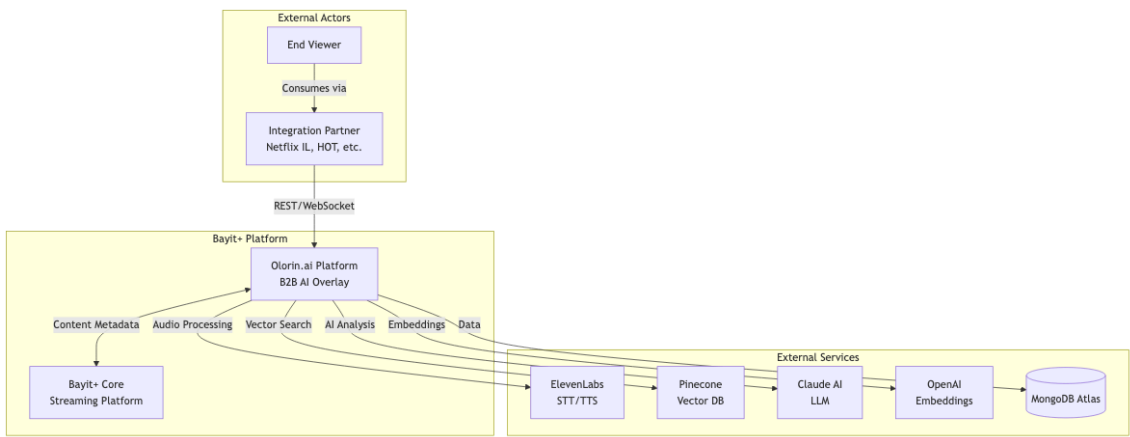 External Actors
End Viewer
Consumes via
Integration Partner
Netflix IL, HOT, etc.
REST/WebSocket
Bayit+ Platform
Olorin.ai Platform
B2B AI Overlay
Content Metadata
Audio Processing
Vector Search
AI Analysis
Embeddings
Data
Bayit+ Core
Streaming Platform
External Services
ElevenLabs
STT/TTS
Pinecone
Vector DB
Claude AI
LLM
OpenAI
Embeddings
MongoDB Atlas